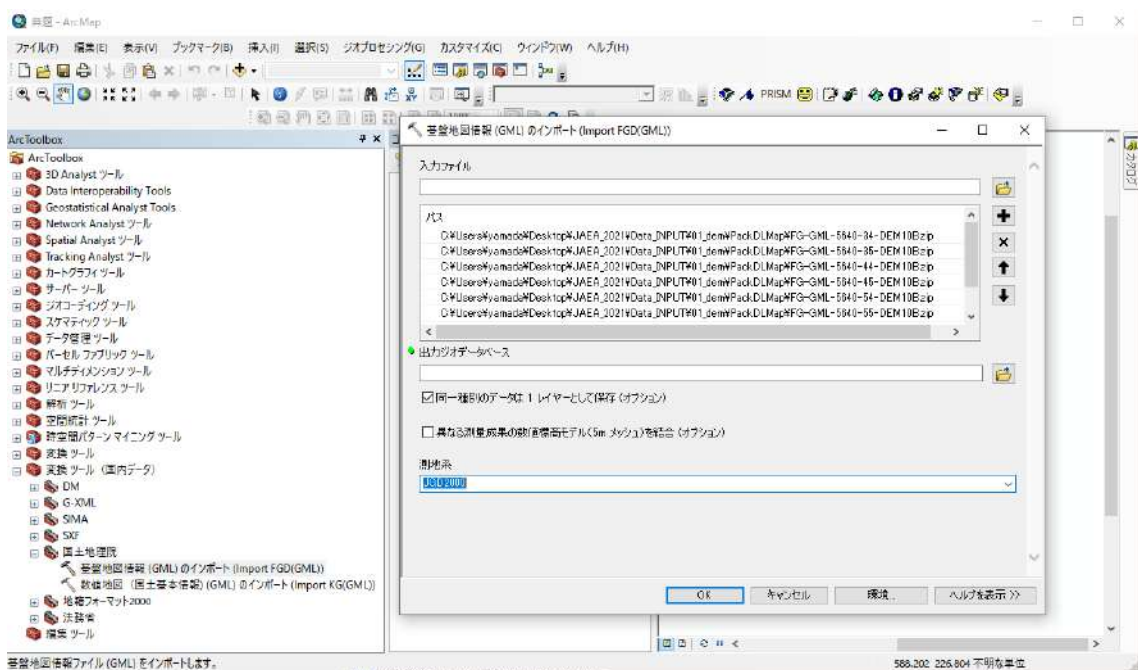 無題 - ArcMap
ファイル(F) 編集(E) 表示(V) ブックマーク(B) 挿入(I) 選択(S) ジオプロセシング(G) カスタマイズ(C) ウィンドウ(W) ヘルプ(H)
PRISM
ArcToolbox
ArcToolbox
3D Analyst ツール
Data Interoperability Tools
Geostatistical Analyst Tools
Network Analyst ツール
Spatial Analyst ツール
Tracking Analyst ツール
カートグラフィ ツール
サーバー ツール
ジオコーディング ツール
スケマティック ツール
データ管理 ツール
パーセル ファブリック ツール
マルチディメンション ツール
リニア リファレンス ツール
解析 ツール
空間統計 ツール
時空間パターン マイニング ツール
変換 ツール
変換 ツール (国内データ)
DM
G-XML
SIMA
SXF
国土地理院
基盤地図情報 (GML) のインポート (Import FGD(GML))
数値地図 (国土基本情報) (GML) のインポート (Import KG(GML))
地籍フォーマット2000
法務省
編集 ツール
基盤地図情報ファイル (GML) をインポートします。
基盤地図情報 (GML) のインポート (Import FGD(GML))
入力ファイル
パス
C:¥Users¥yamada¥Desktop¥JAEA_2021¥Data_INPUT¥01_dem¥PackDLMap¥FG-GML-5640-34-DEM10B.zip
C:¥Users¥yamada¥Desktop¥JAEA_2021¥Data_INPUT¥01_dem¥PackDLMap¥FG-GML-5640-35-DEM10B.zip
C:¥Users¥yamada¥Desktop¥JAEA_2021¥Data_INPUT¥01_dem¥PackDLMap¥FG-GML-5640-44-DEM10B.zip
C:¥Users¥yamada¥Desktop¥JAEA_2021¥Data_INPUT¥01_dem¥PackDLMap¥FG-GML-5640-45-DEM10B.zip
C:¥Users¥yamada¥Desktop¥JAEA_2021¥Data_INPUT¥01_dem¥PackDLMap¥FG-GML-5640-54-DEM10B.zip
C:¥Users¥yamada¥Desktop¥JAEA_2021¥Data_INPUT¥01_dem¥PackDLMap¥FG-GML-5640-55-DEM10B.zip
出力ジオデータベース
同一種別のデータは 1 レイヤーとして保存 (オプション)
異なる測量成果の数値標高モデル(5m メッシュ)を結合 (オプション)
測地系
JGD2000
OK
キャンセル
環境...
ヘルプを表示 >>
カタログ
588.202 226.804 不明な単位